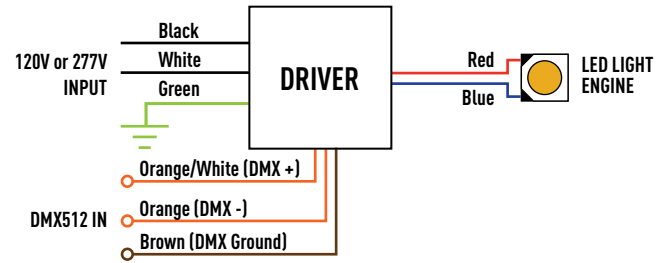 Black
120V or 277V
INPUT
White
Green
DRIVER
Red
Blue
LED LIGHT
ENGINE
Orange/White (DMX +)
DMX512 IN
Orange (DMX -)
Brown (DMX Ground)